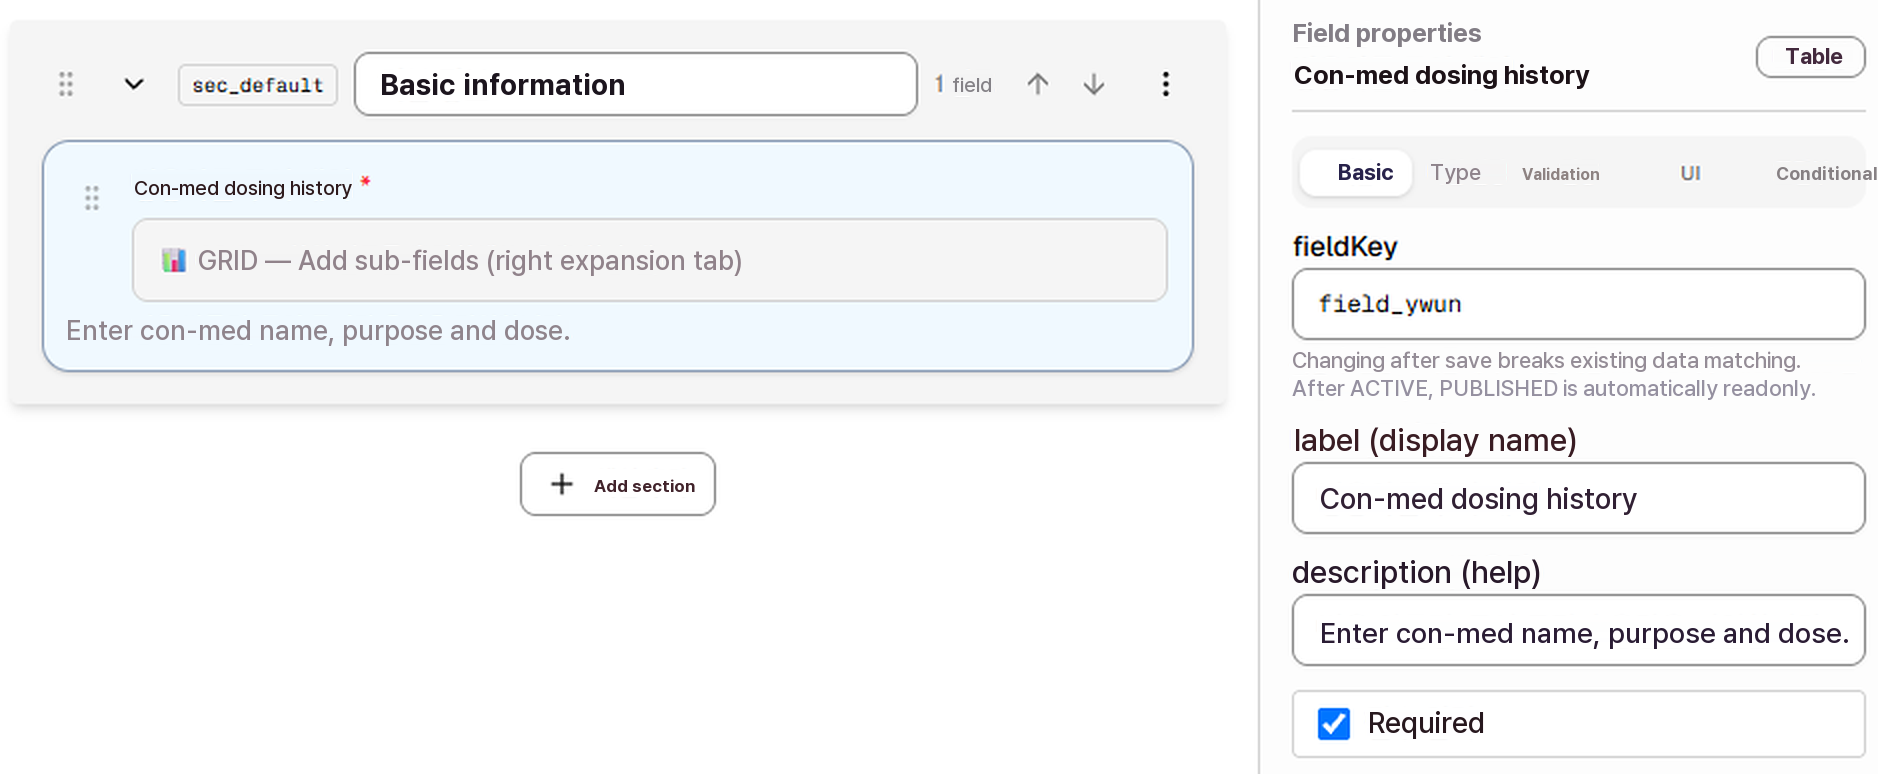 sec_default
Basic information
1 field
Con-med dosing history *
GRID — Add sub-fields (right expansion tab)
Enter con-med name, purpose and dose.
Add section
Field properties
Con-med dosing history
Table
Basic Type Validation UI Conditional
fieldKey
field_ywun
Changing after save breaks existing data matching.
After ACTIVE, PUBLISHED is automatically readonly.
label (display name)
Con-med dosing history
description (help)
Enter con-med name, purpose and dose.
Required